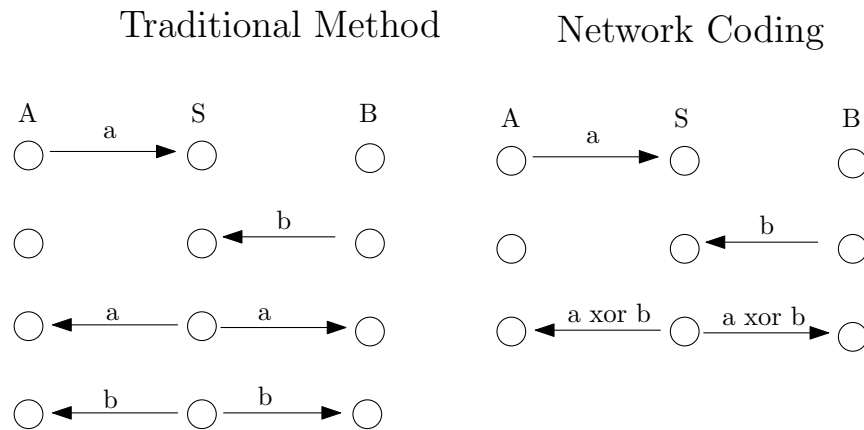 Traditional Method
A S B
a
b
a a
b b
Network Coding
A S B
a
b
a xor b a xor b